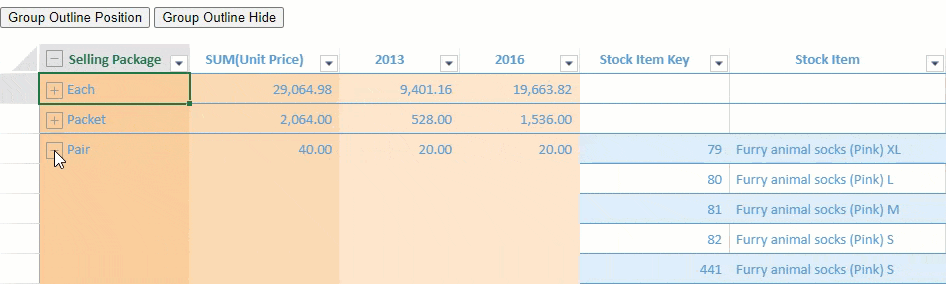 Group Outline Position Group Outline Hide
Selling Package SUM(Unit Price) 2013 2016 Stock Item Key Stock Item
Each 29,064.98 9,401.16 19,663.82
Packet 2,064.00 528.00 1,536.00
Pair 40.00 20.00 20.00 79 Furry animal socks (Pink) XL
80 Furry animal socks (Pink) L
81 Furry animal socks (Pink) M
82 Furry animal socks (Pink) S
441 Furry animal socks (Pink) S